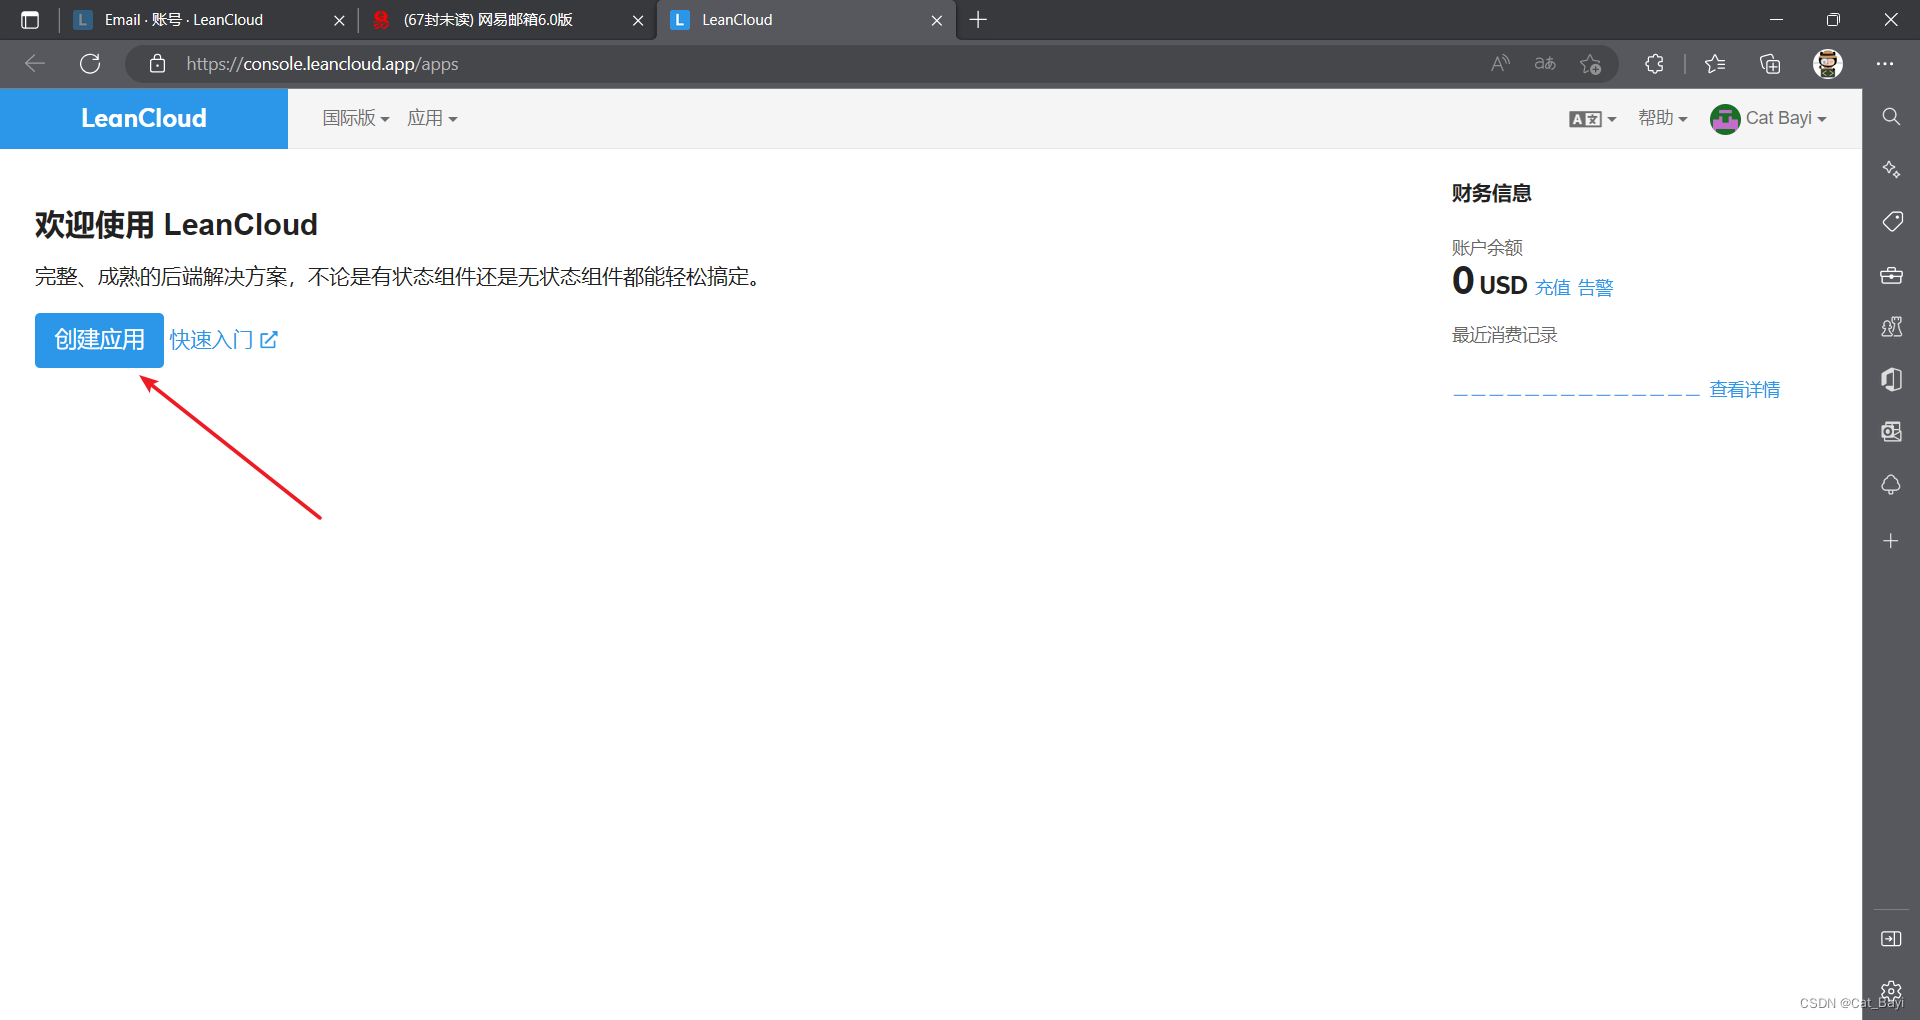 Email · 账号 · LeanCloud
(67封未读) 网易邮箱6.0版
LeanCloud
https://console.leancloud.app/apps
LeanCloud
国际版
应用
帮助
Cat Bayi
欢迎使用 LeanCloud
完整、成熟的后端解决方案，不论是有状态组件还是无状态组件都能轻松搞定。
创建应用
快速入门
财务信息
账户余额
0 USD 充值 告警
最近消费记录
查看详情
CSDN @Cat_Bayi